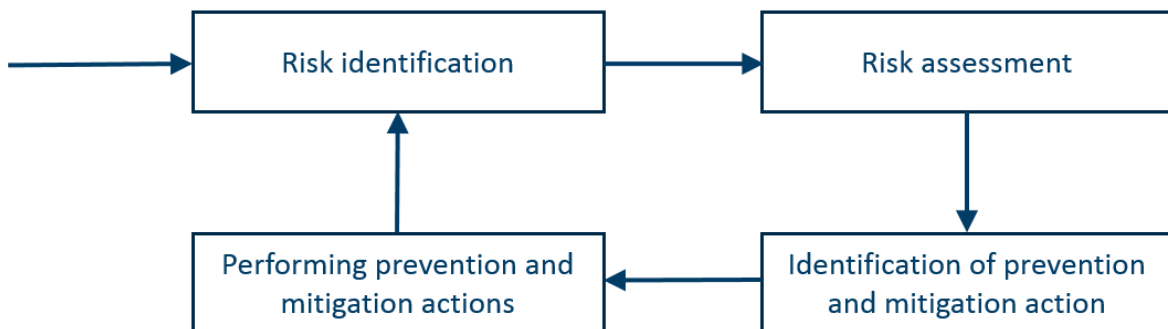 Risk identification
Risk assessment
Performing prevention and
mitigation actions
Identification of prevention
and mitigation action